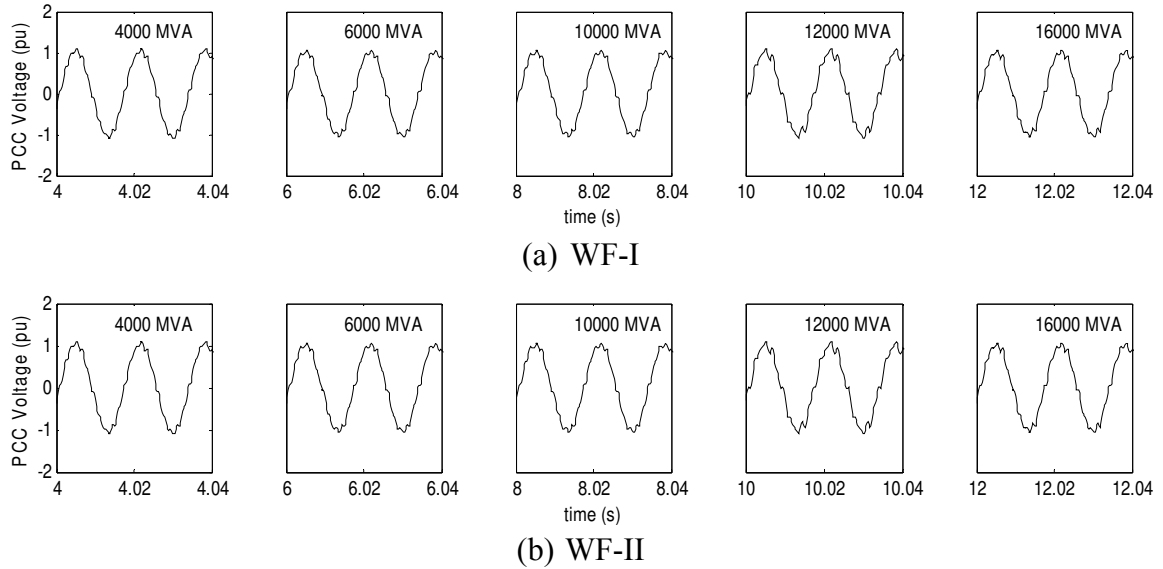 2
1
0
-1
-2
PCC Voltage (pu)
4000 MVA
6000 MVA
10000 MVA
12000 MVA
16000 MVA
4 4.02 4.04
6 6.02 6.04
8 8.02 8.04
10 10.02 10.04
12 12.02 12.04
time (s)
(a) WF-I
2
1
0
-1
-2
PCC Voltage (pu)
4000 MVA
6000 MVA
10000 MVA
12000 MVA
16000 MVA
4 4.02 4.04
6 6.02 6.04
8 8.02 8.04
10 10.02 10.04
12 12.02 12.04
time (s)
(b) WF-II